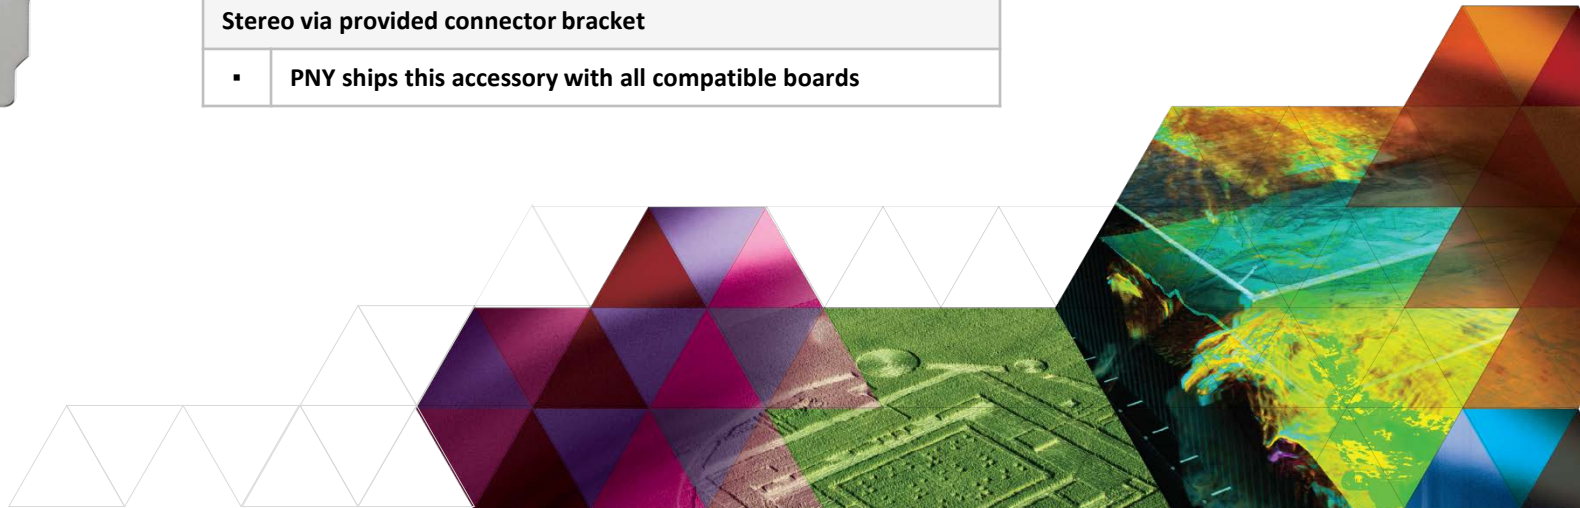 Stereo via provided connector bracket
▪ PNY ships this accessory with all compatible boards